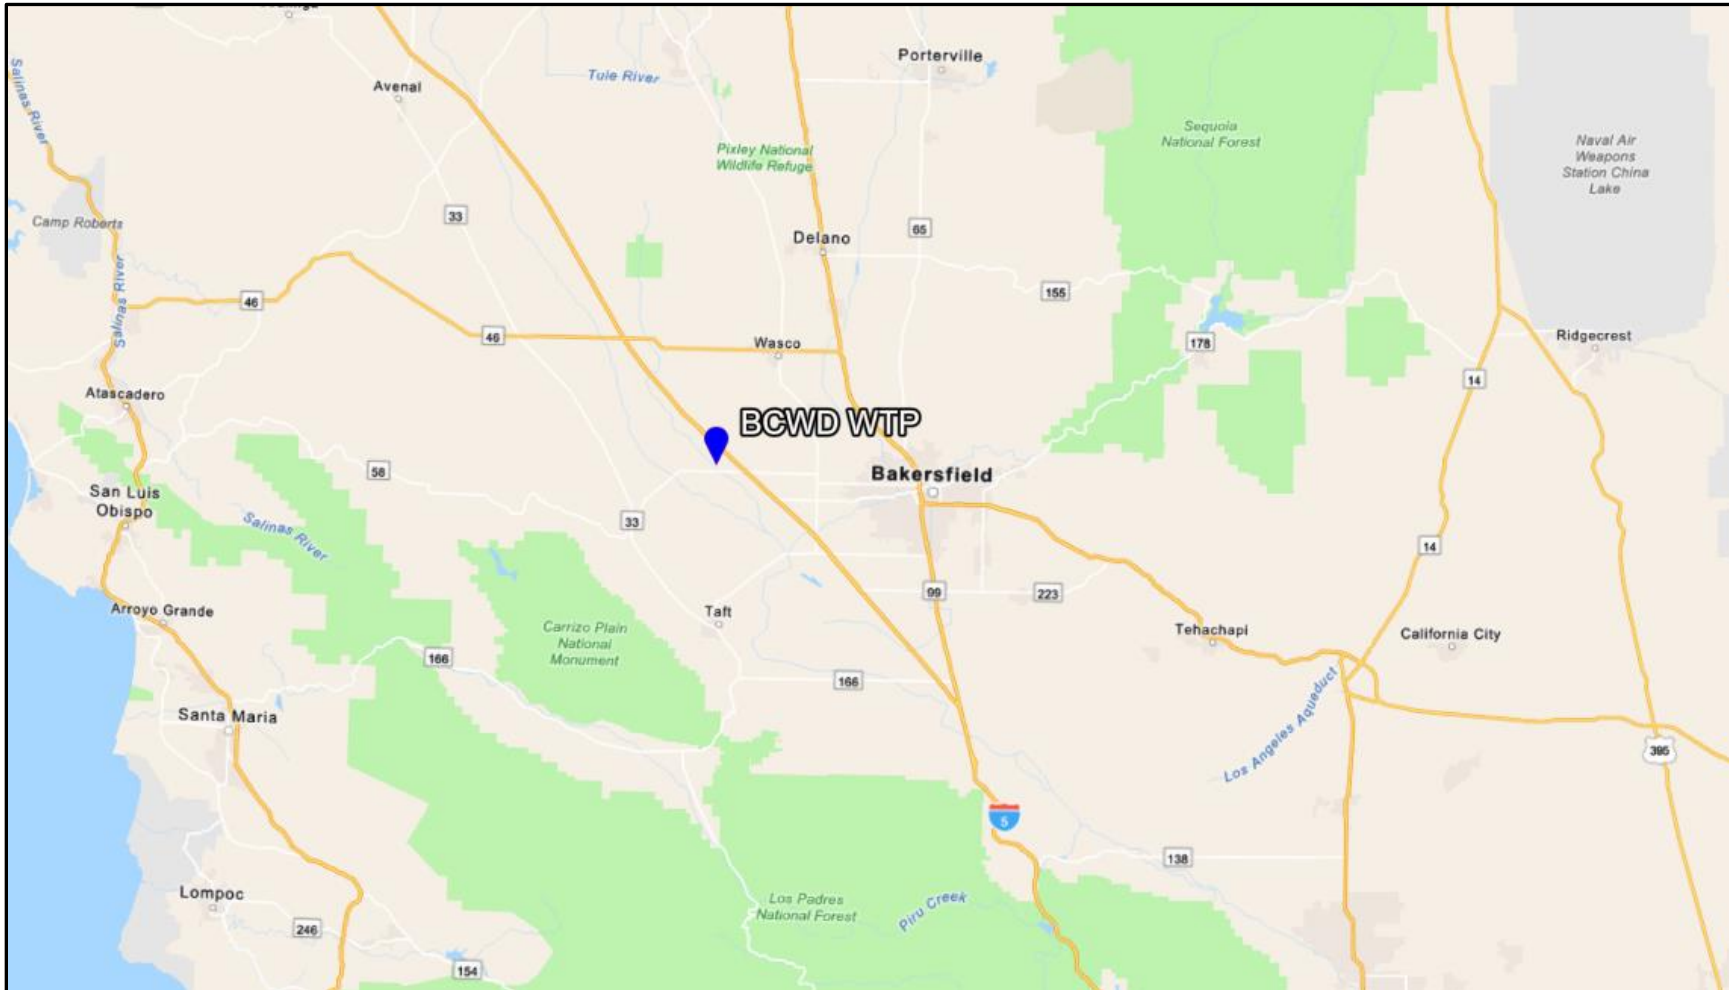 Avenal
Tule River
Porterville
Salinas River
Pixley National
Wildlife Refuge
Sequoia
National Forest
Naval Air
Weapons
Station China
Lake
Camp Roberts
33
Delano
65
Salinas River
46
155
46
Wasco
178
Ridgecrest
14
Atascadero
BCWD WTP
58
Bakersfield
San Luis
Obispo
Salinas River
33
14
99
223
Arroyo Grande
Taft
Carrizo Plain
National
Monument
Tehachapi
California City
166
166
Los Angeles Aqueduct
Santa Maria
395
5
138
Lompoc
Los Padres
National Forest
Piru Creek
246
154